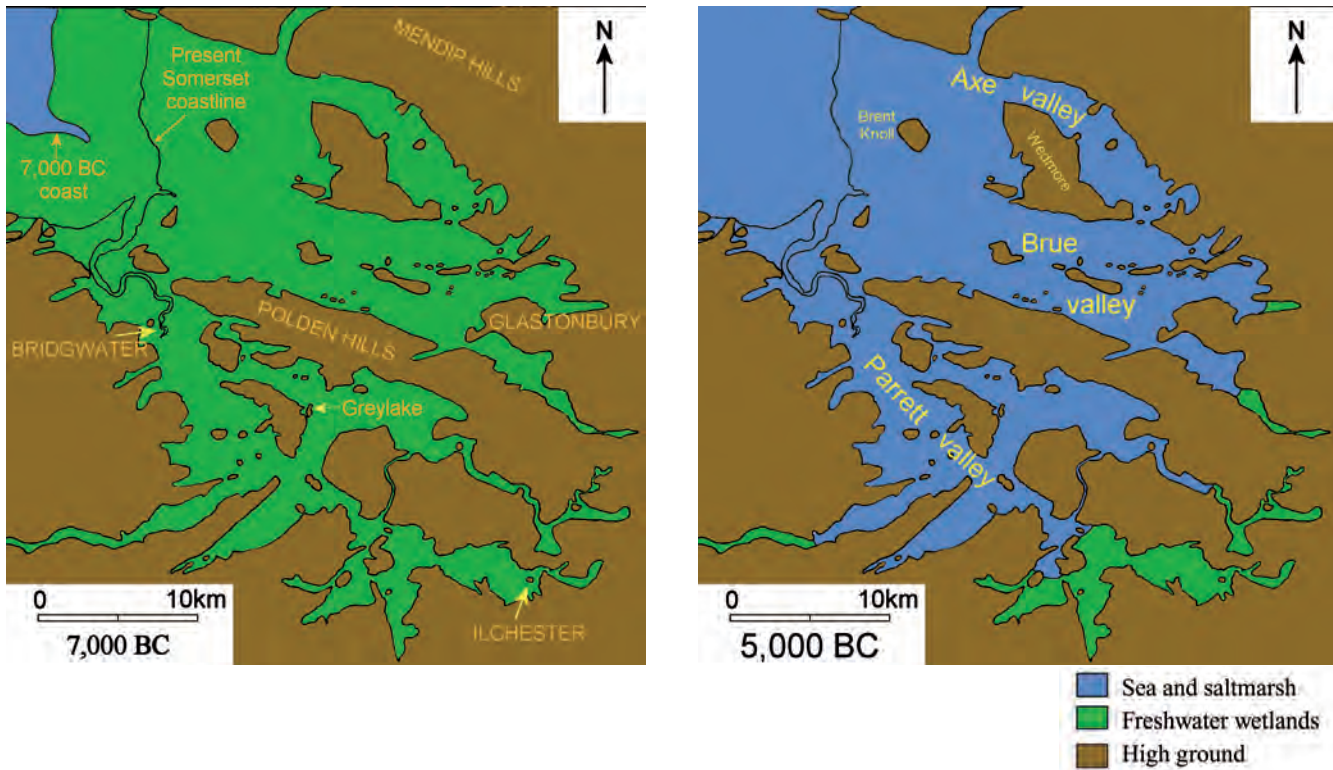 N
MENDIP HILLS
Present
Somerset
coastline
7,000 BC
coast
POLDEN HILLS
GLASTONBURY
BRIDGWATER
Greylake
0 10km
7,000 BC
ILCHESTER
N
Axe valley
Brent
Knoll
Wedmore
Brue
valley
Parrett valley
0 10km
5,000 BC
Sea and saltmarsh
Freshwater wetlands
High ground